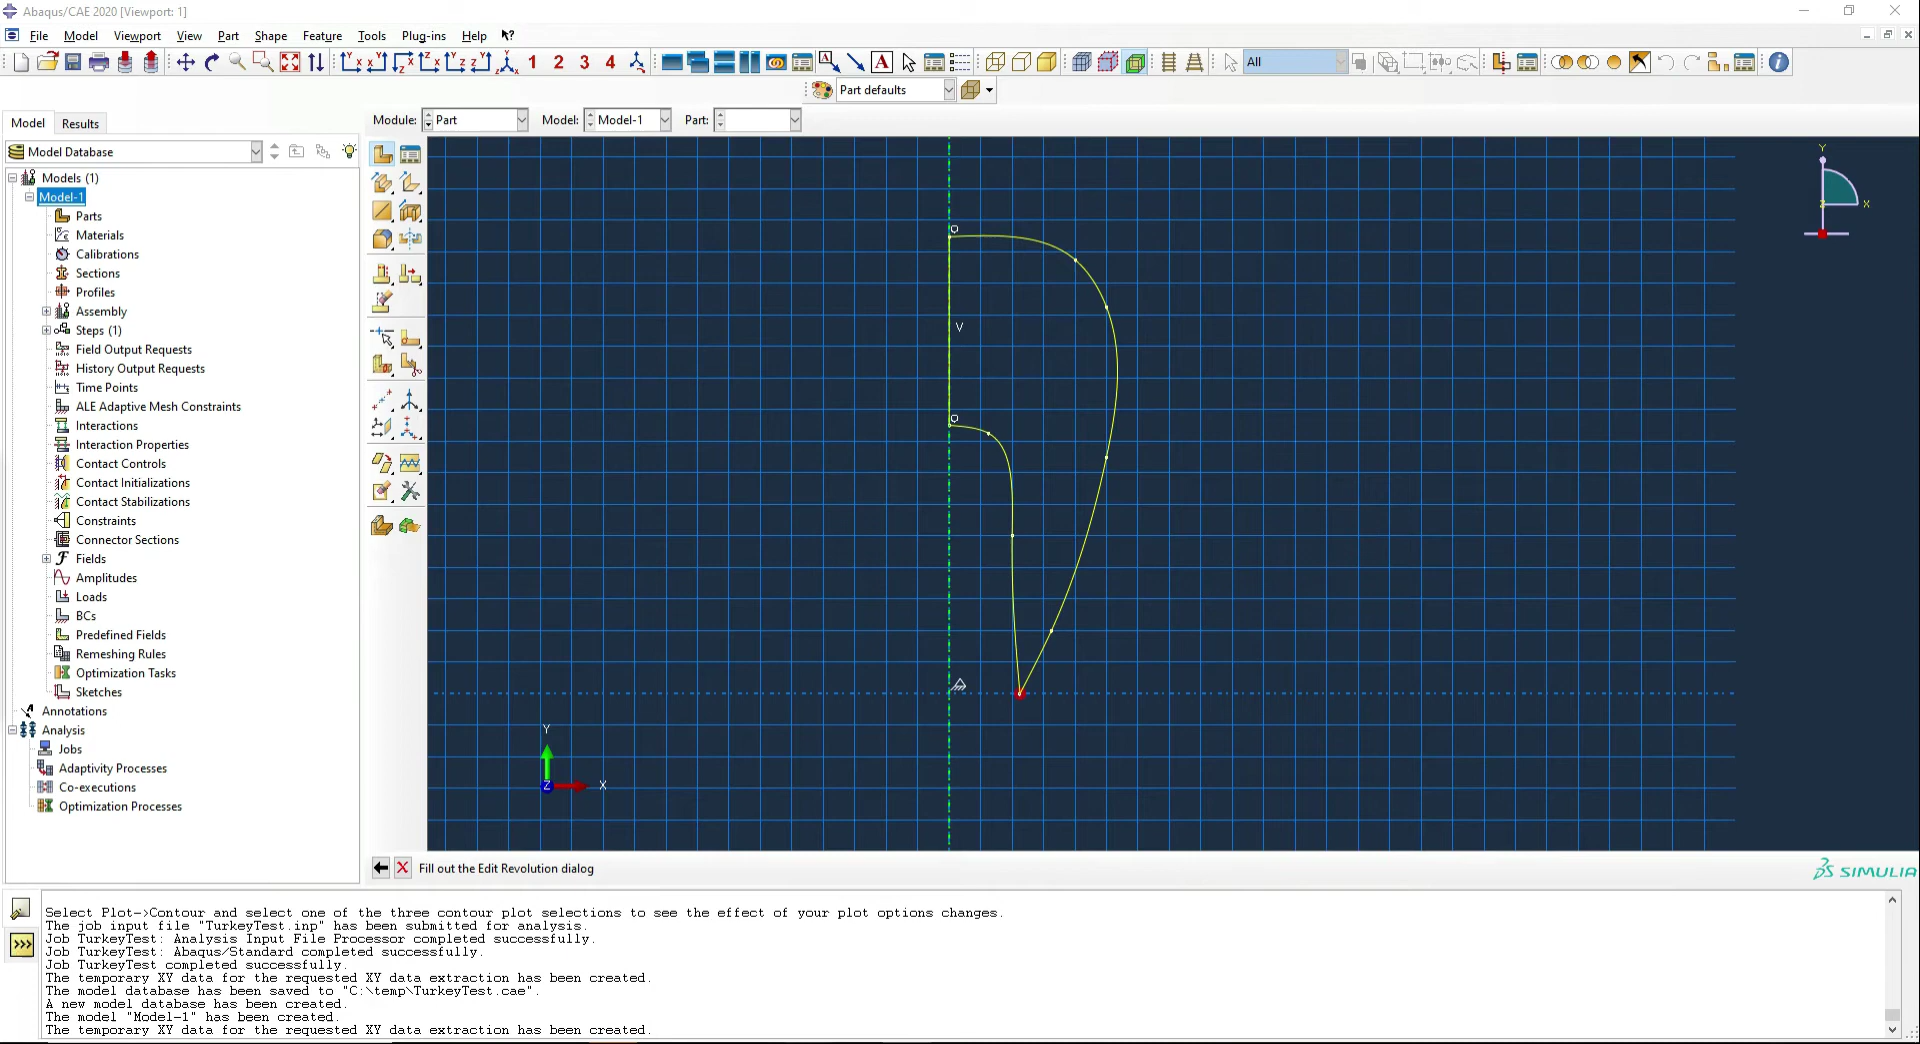 Abaqus/CAE 2020 [Viewport: 1]
File Model Viewport View Part Shape Feature Tools Plug-ins Help
1 2 3 4 A A All
Part defaults
Model Results
Module: Part Model: Model-1 Part:
Model Database
Models (1)
Model-1
Parts
Materials
Calibrations
Sections
Profiles
Assembly
Steps (1)
Field Output Requests
History Output Requests
Time Points
ALE Adaptive Mesh Constraints
Interactions
Interaction Properties
Contact Controls
Contact Initializations
Contact Stabilizations
Constraints
Connector Sections
Fields
Amplitudes
Loads
BCs
Predefined Fields
Remeshing Rules
Optimization Tasks
Sketches
Annotations
Analysis
Jobs
Adaptivity Processes
Co-executions
Optimization Processes
Y
X
V
Y
Z X
Fill out the Edit Revolution dialog
SIMULIA
Select Plot->Contour and select one of the three contour plot selections to see the effect of your plot options changes.
The job input file "TurkeyTest.inp" has been submitted for analysis.
Job TurkeyTest: Analysis Input File Processor completed successfully.
Job TurkeyTest: Abaqus/Standard completed successfully.
Job TurkeyTest completed successfully.
The temporary XY data for the requested XY data extraction has been created.
The model database has been saved to "C:\temp\TurkeyTest.cae".
A new model database has been created.
The model "Model-1" has been created.
The temporary XY data for the requested XY data extraction has been created.